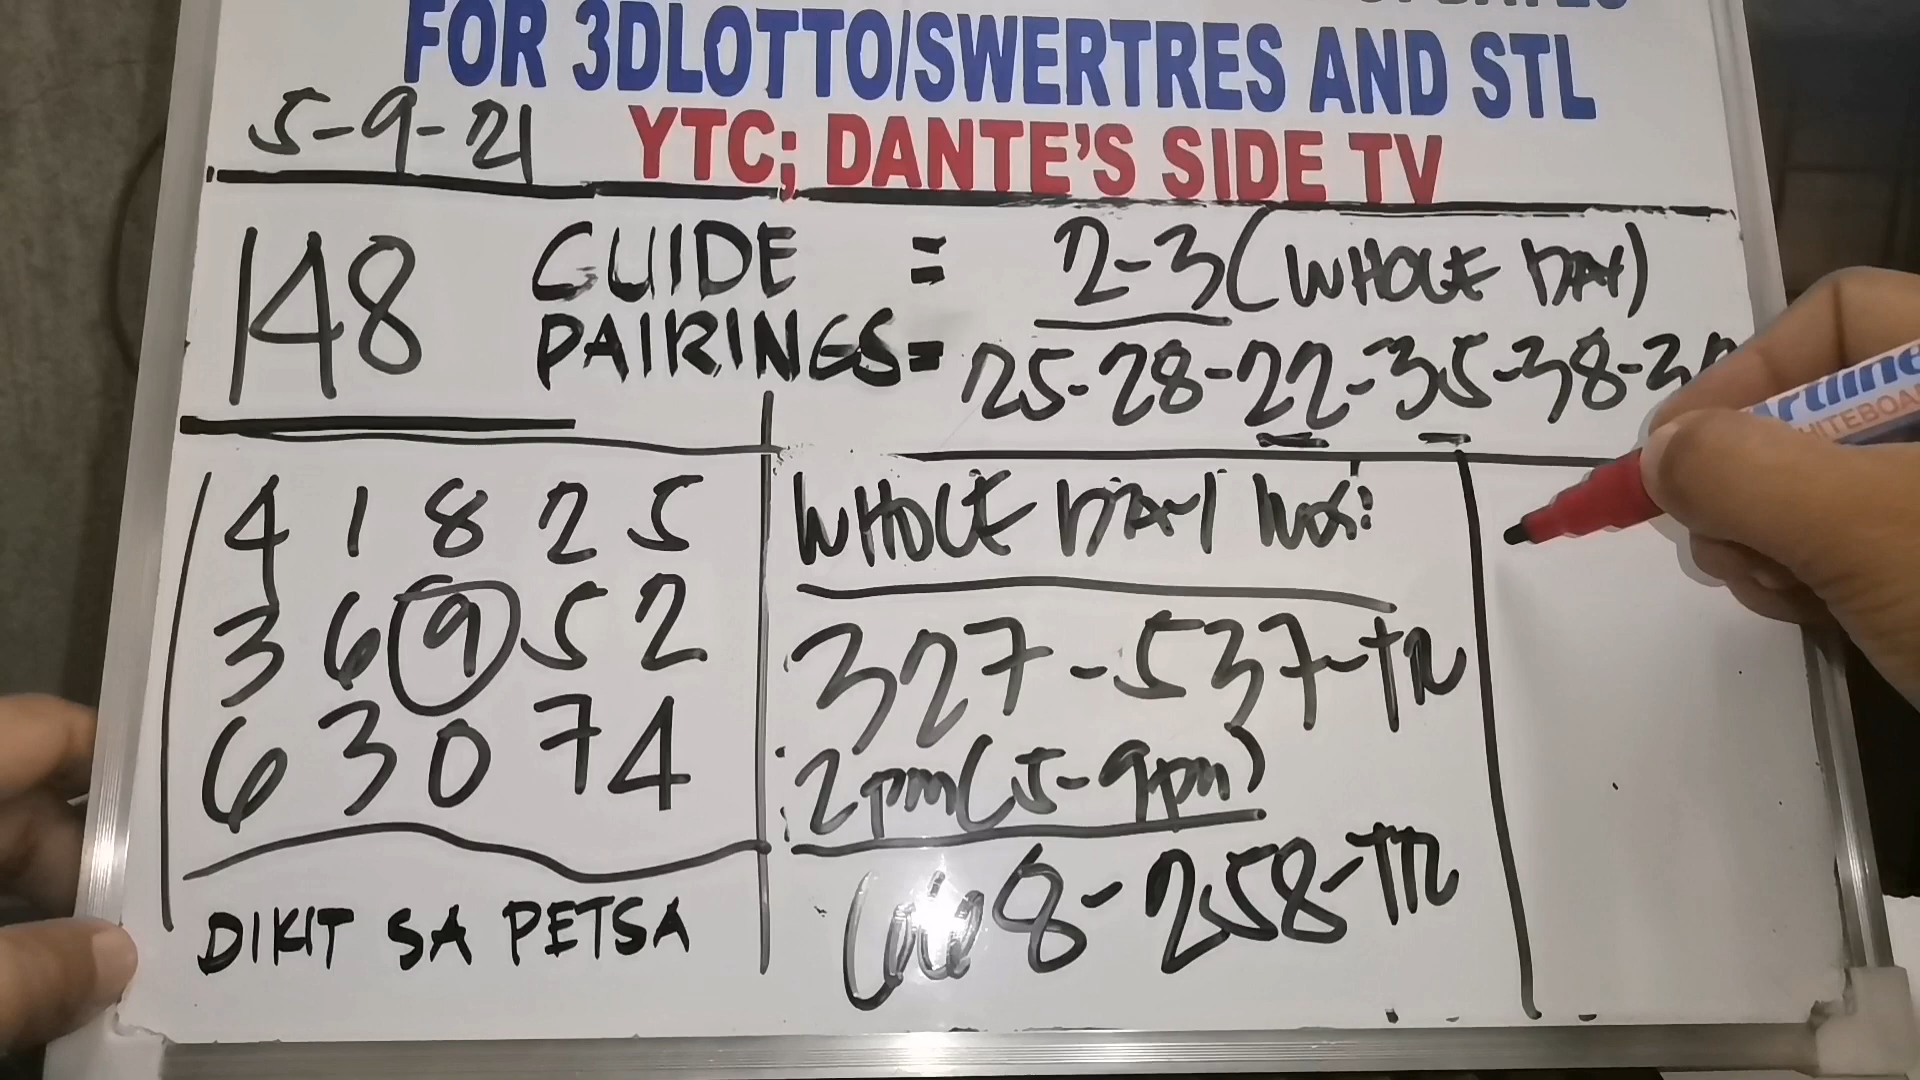 FOR 3DLOTTO/SWERTRES AND STL
5-9-21
YTC; DANTE'S SIDE TV
148
GUIDE = 2-3 (WHOLE DAY)
PAIRINGS = 25-28-22-35-38-3
4 1 8 2 5
3 6 9 5 2
6 3 0 7 4
DIKIT SA PETSA
WHOLE DAY NOS:
327-537-TR
2pm (5-9pm)
8-258-TR
Artline